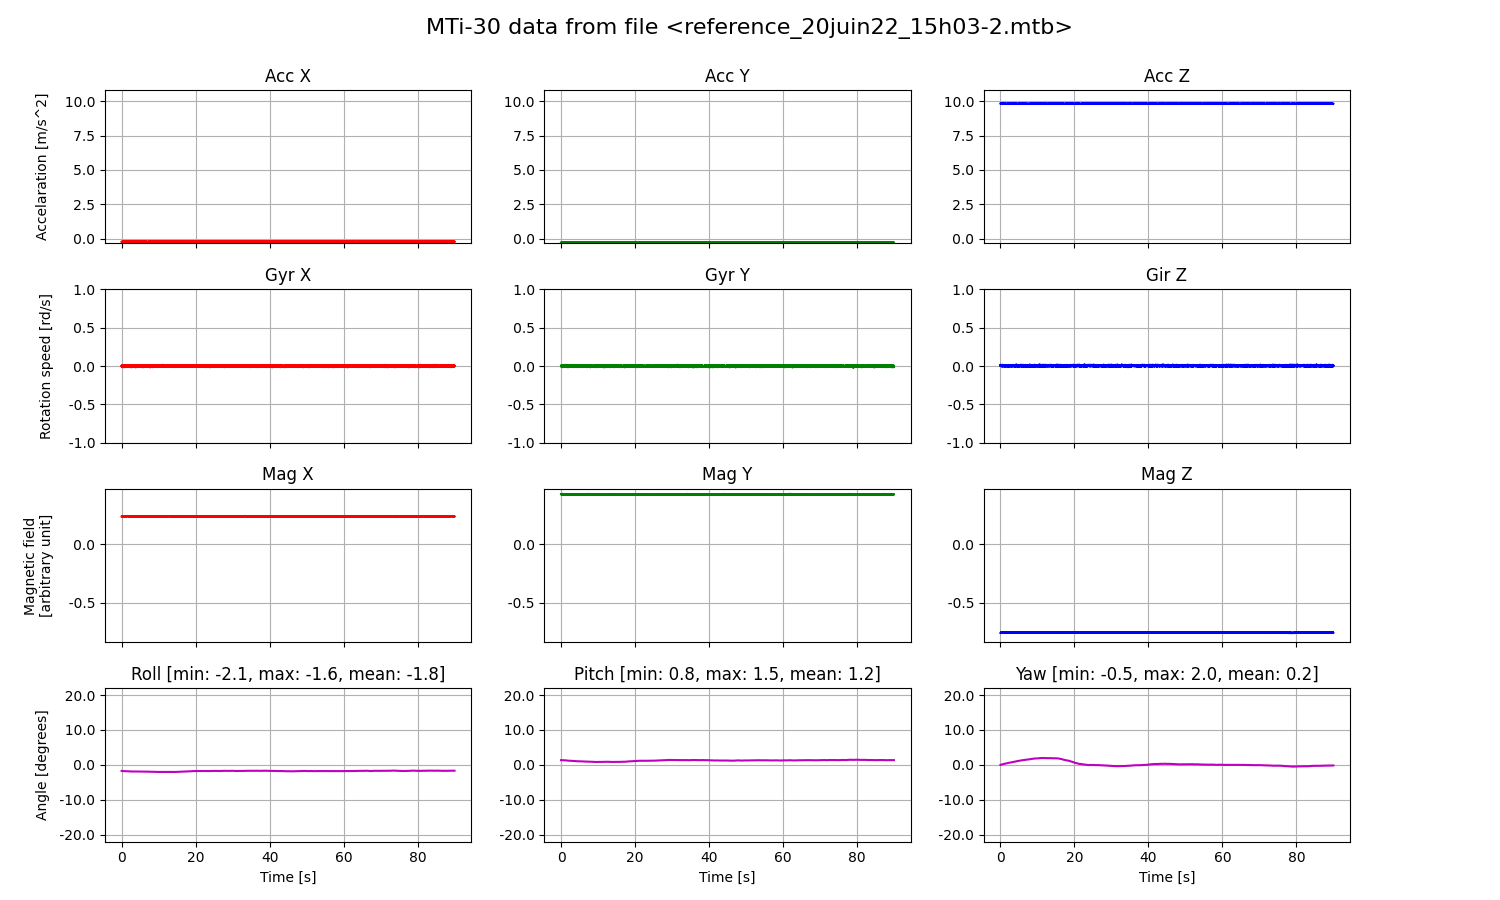 MTi-30 data from file <reference_20juin22_15h03-2.mtb>
Acc X
Acc Y
Acc Z
Accelaration [m/s^2]
10.0
7.5
5.0
2.5
0.0
10.0
7.5
5.0
2.5
0.0
10.0
7.5
5.0
2.5
0.0
Gyr X
Gyr Y
Gir Z
Rotation speed [rd/s]
1.0
0.5
0.0
-0.5
-1.0
1.0
0.5
0.0
-0.5
-1.0
1.0
0.5
0.0
-0.5
-1.0
Mag X
Mag Y
Mag Z
Magnetic field
[arbitrary unit]
0.0
-0.5
0.0
-0.5
0.0
-0.5
Roll [min: -2.1, max: -1.6, mean: -1.8]
Pitch [min: 0.8, max: 1.5, mean: 1.2]
Yaw [min: -0.5, max: 2.0, mean: 0.2]
Angle [degrees]
20.0
10.0
0.0
-10.0
-20.0
20.0
10.0
0.0
-10.0
-20.0
20.0
10.0
0.0
-10.0
-20.0
0 20 40 60 80
0 20 40 60 80
0 20 40 60 80
Time [s]
Time [s]
Time [s]